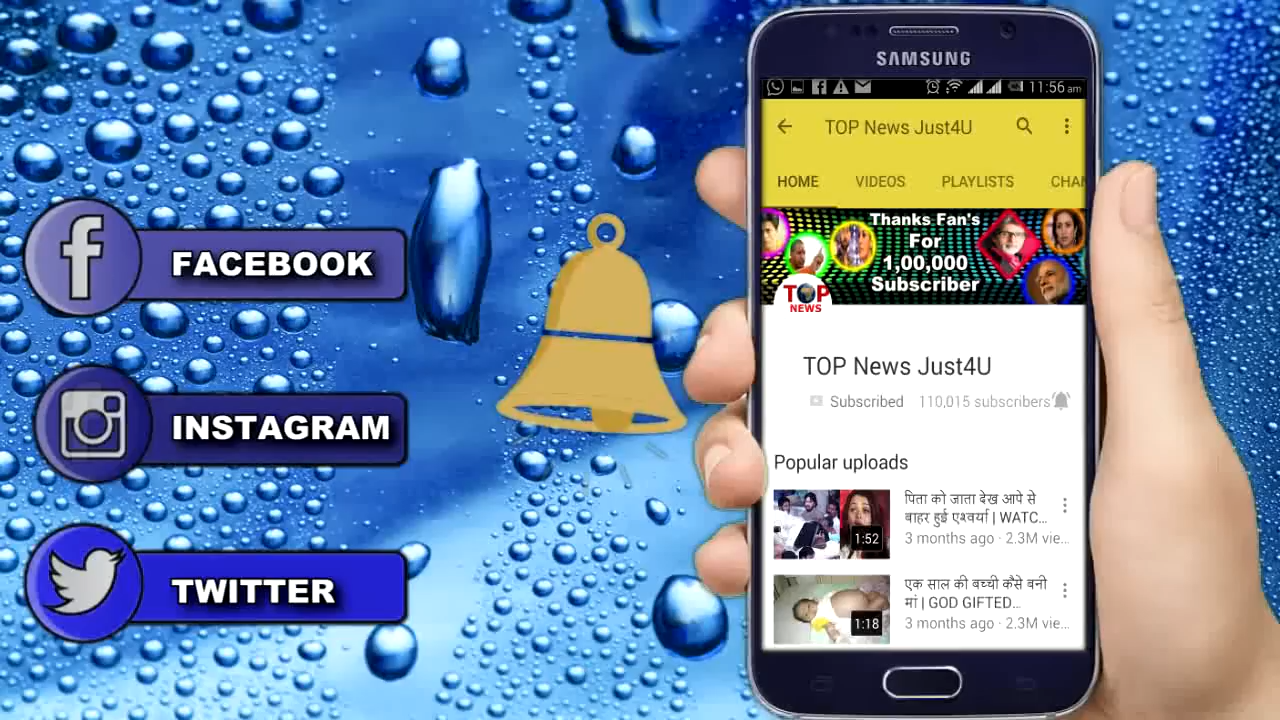 FACEBOOK
INSTAGRAM
TWITTER
SAMSUNG
11:56 am
TOP News Just4U
HOME VIDEOS PLAYLISTS CHAN
Thanks Fan's
For
1,00,000
Subscriber
TOP
NEWS
TOP News Just4U
Subscribed 110,015 subscribers
Popular uploads
पिता को जाता देख आपे से
बाहर हुई एश्वर्या | WATC...
3 months ago · 2.3M vie...
1:52
एक साल की बच्ची कैसे बनी
मां | GOD GIFTED...
3 months ago · 2.3M vie...
1:18